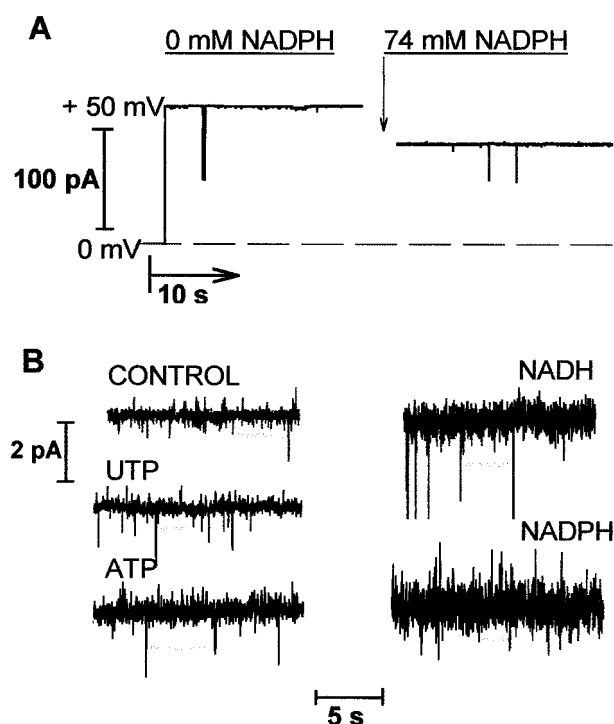 A
0 mM NADPH
74 mM NADPH
+ 50 mV
100 pA
0 mV
10 s
B
CONTROL
NADH
2 pA
UTP
NADPH
ATP
5 s